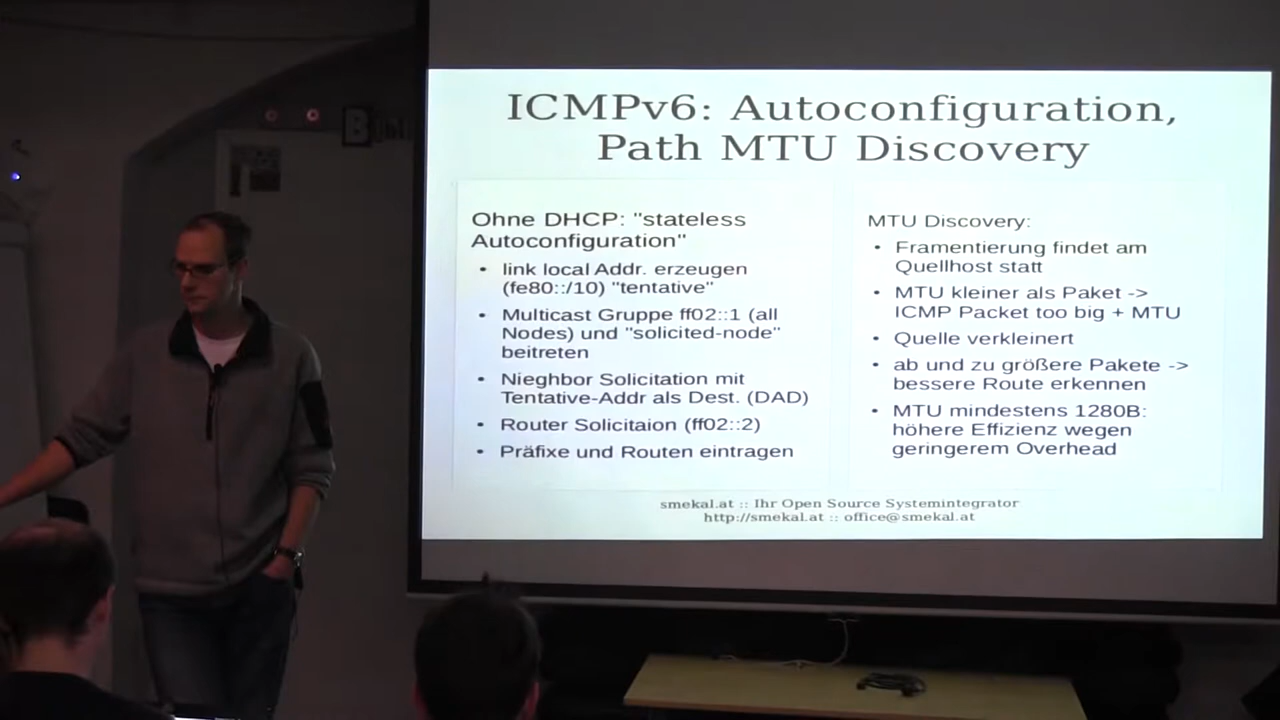 ICMPv6: Autoconfiguration,
Path MTU Discovery
Ohne DHCP: "stateless
Autoconfiguration"
• link local Addr. erzeugen
(fe80::/10) "tentative"
• Multicast Gruppe ff02::1 (all
Nodes) und "solicited-node"
beitreten
• Nieghbor Solicitation mit
Tentative-Addr als Dest. (DAD)
• Router Solicitaion (ff02::2)
• Präfixe und Routen eintragen
MTU Discovery:
• Framentierung findet am
Quellhost statt
• MTU kleiner als Paket ->
ICMP Packet too big + MTU
• Quelle verkleinert
• ab und zu größere Pakete ->
bessere Route erkennen
• MTU mindestens 1280B:
höhere Effizienz wegen
geringerem Overhead
smekal.at :: Ihr Open Source Systemintegrator
http://smekal.at :: office@smekal.at